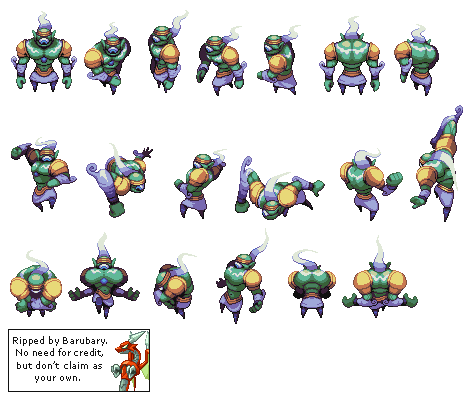 Ripped by Barubary.
No need for credit,
but don't claim as
your own.